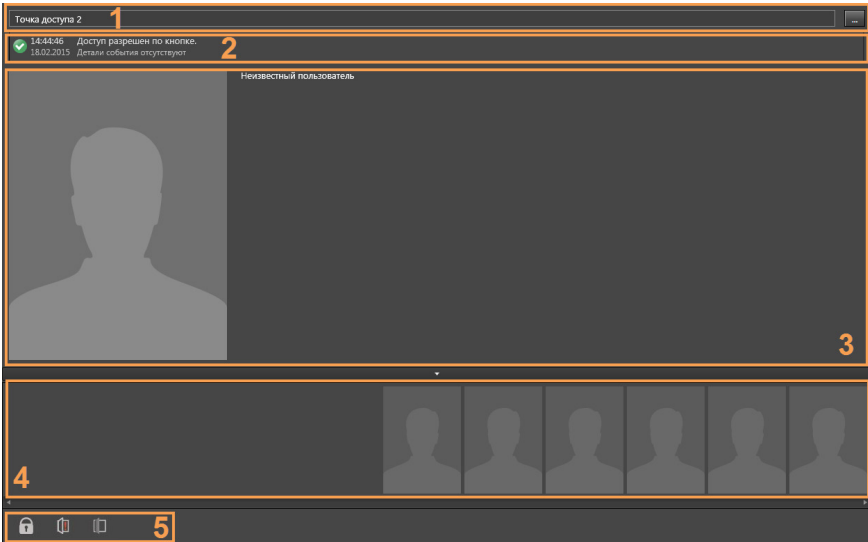 Точка доступа 2
1
...
14:44:46 Доступ разрешен по кнопке.
18.02.2015 Детали события отсутствуют
2
Неизвестный пользователь
3
4
5